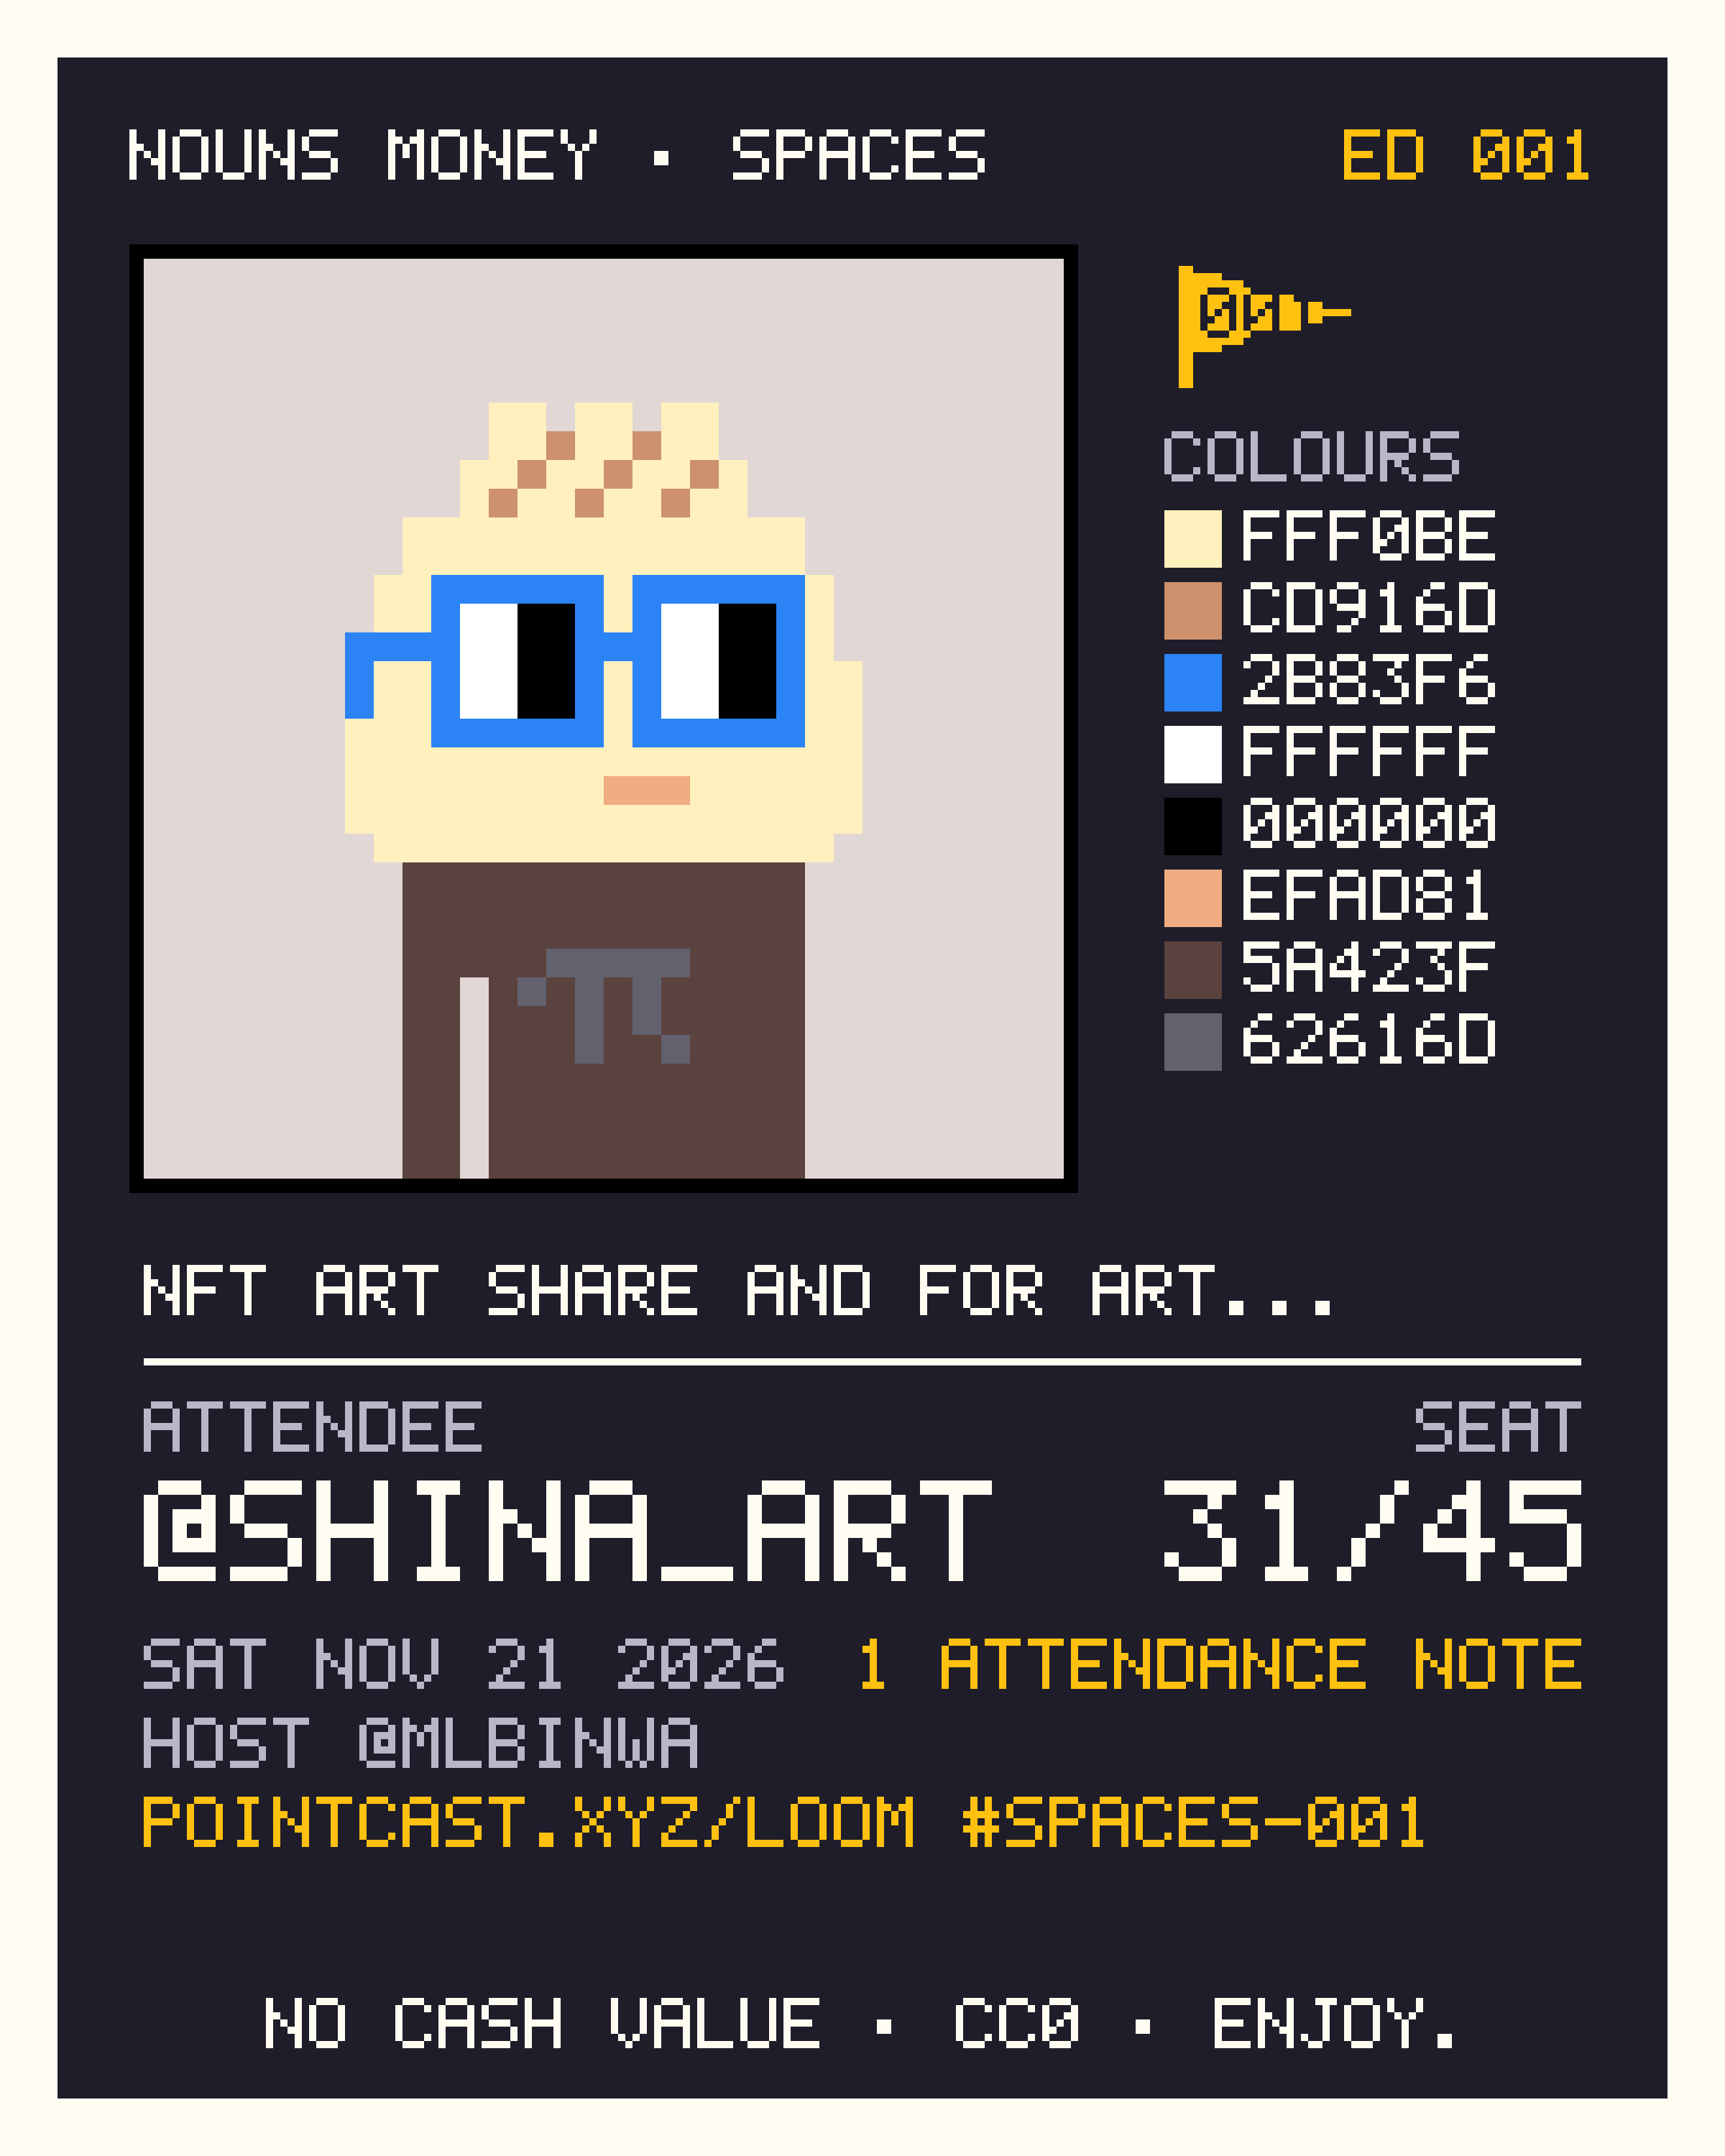 NOUNS MONEY · SPACES
ED 001
COLOURS
FFF0BE
CD916D
2B83F6
FFFFFF
000000
EFAD81
5A423F
62616D
NFT ART SHARE AND FOR ART...
ATTENDEE
SEAT
@SHINA_ART
31/45
SAT NOV 21 2026
1 ATTENDANCE NOTE
HOST @MLBINWA
POINTCAST.XYZ/LOOM #SPACES-001
NO CASH VALUE · CC0 · ENJOY.